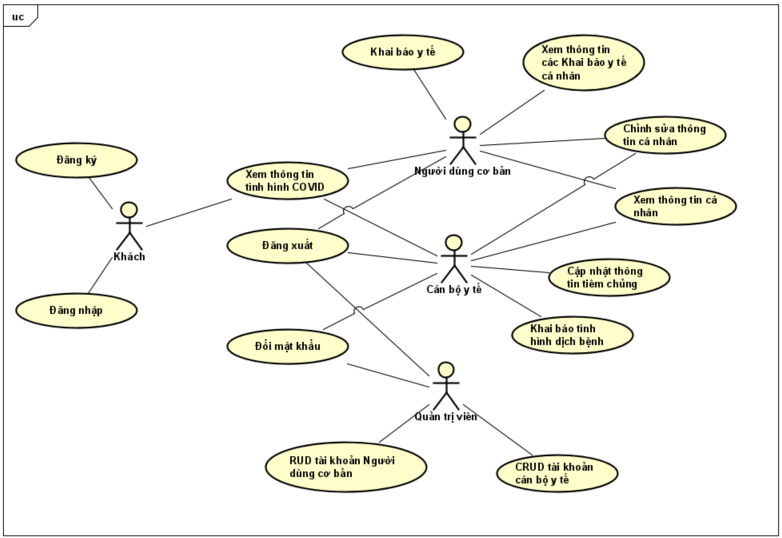 uc
Khai báo y tế
Xem thông tin
các Khai báo y tế
cá nhân
Chỉnh sửa thông
tin cá nhân
Đăng ký
Người dùng cơ bản
Xem thông tin
tình hình COVID
Xem thông tin cá
nhân
Khách
Đăng xuất
Cán bộ y tế
Cập nhật thông
tin tiêm chủng
Đăng nhập
Khai báo tình
hình dịch bệnh
Đổi mật khẩu
Quản trị viên
RUD tài khoản Người
dùng cơ bản
CRUD tài khoản
cán bộ y tế